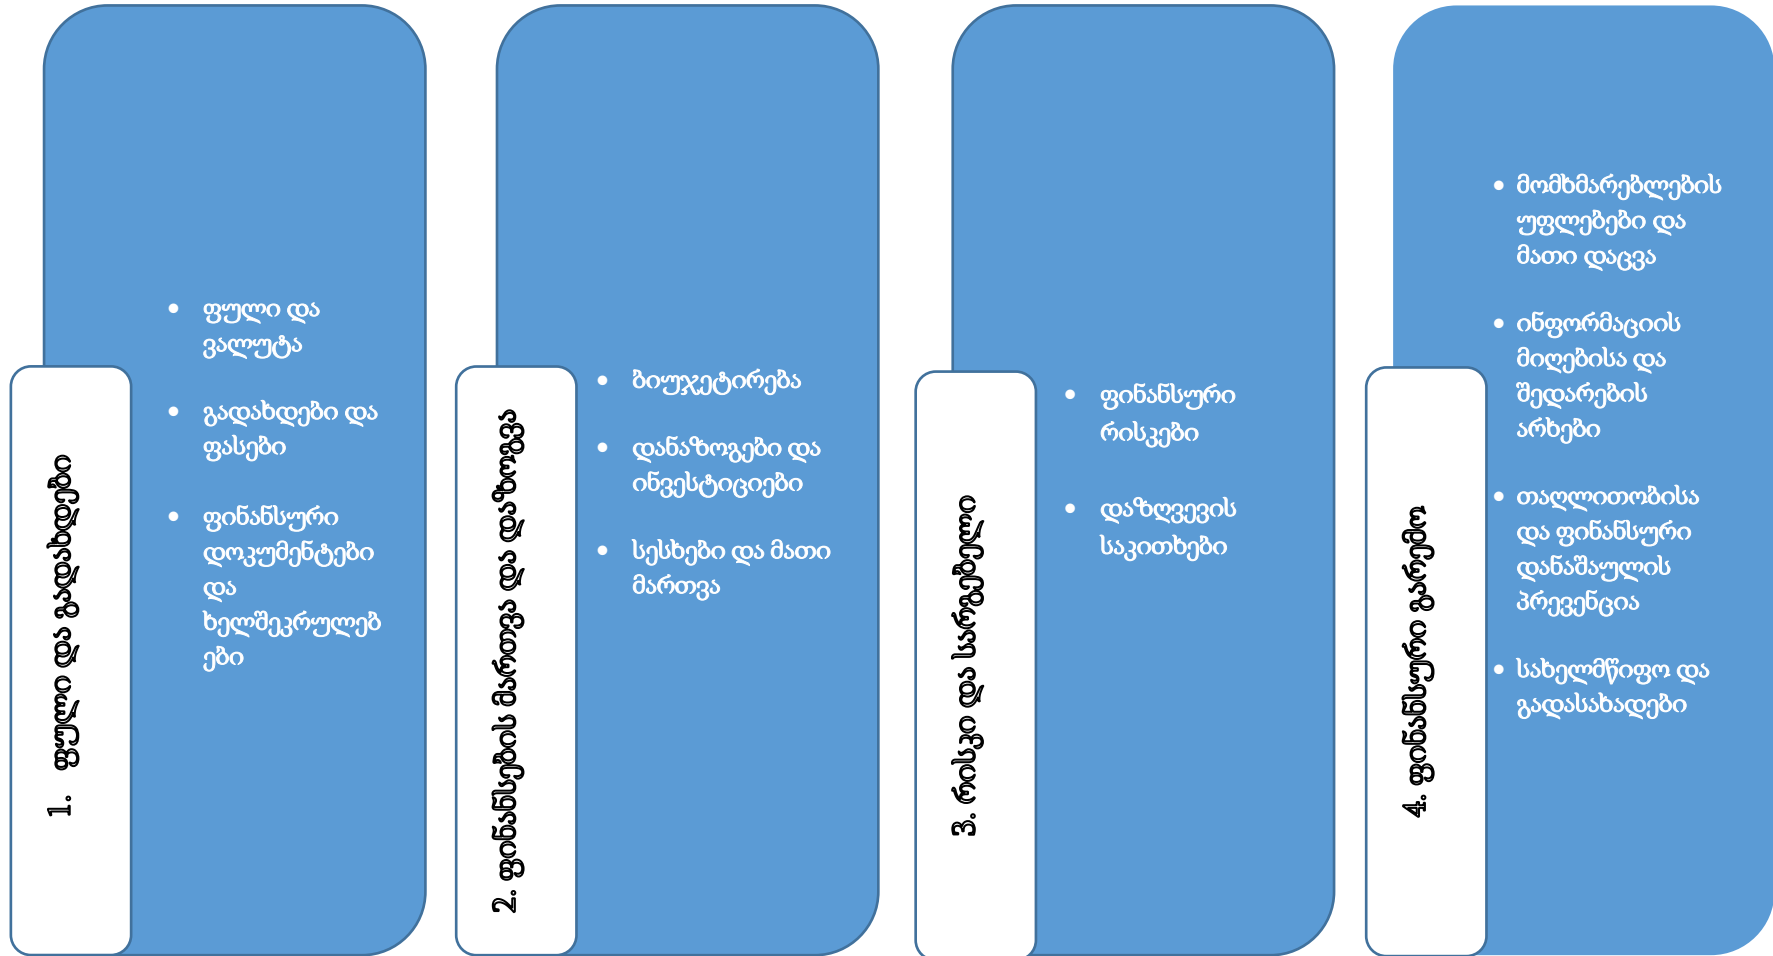 1. ფული და გადახდები
• ფული და
ვალუტა
• გადახდები და
ფასები
• ფინანსური
დოკუმენტები
და
ხელშეკრულებ
ები
2. ფინანსების მართვა და დაზოგვა
• ბიუჯეტირება
• დანაზოგები და
ინვესტიციები
• სესხები და მათი
მართვა
3. რისკი და სარგებელი
• ფინანსური
რისკები
• დაზღვევის
საკითხები
4. ფინანსური გარემო
• მომხმარებლების
უფლებები და
მათი დაცვა
• ინფორმაციის
მიღებისა და
შედარების
არხები
• თაღლითობისა
და ფინანსური
დანაშაულის
პრევენცია
• სახელმწიფო და
გადასახადები